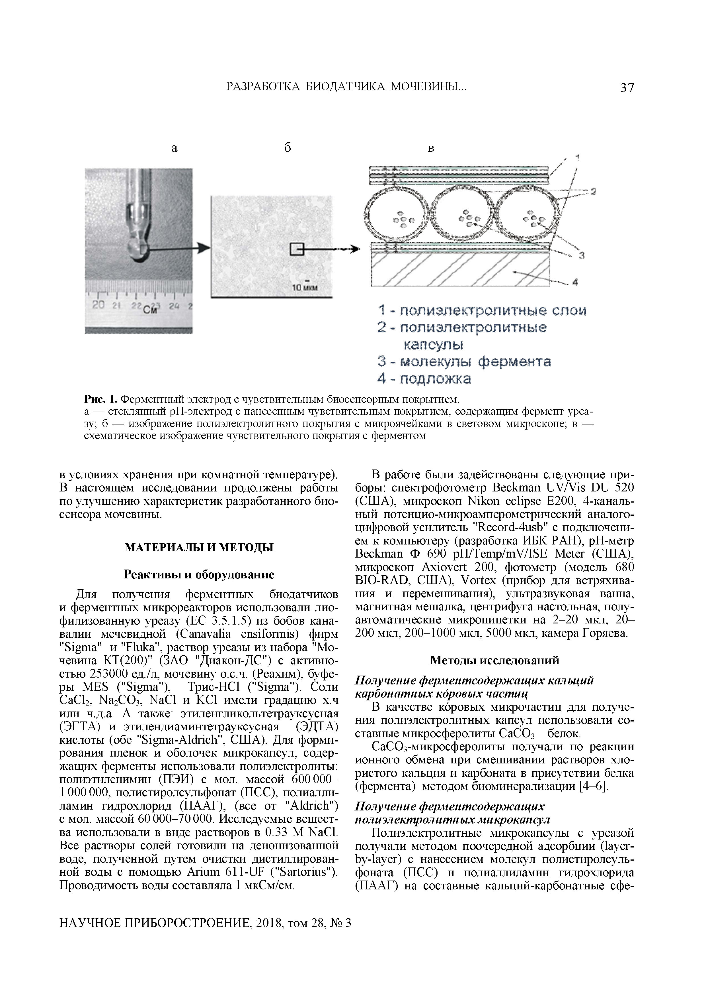 РАЗРАБОТКА БИОДАТЧИКА МОЧЕВИНЫ...
37
а
б
в
20 21 22 23 24 2
См
10 мкм
1
2
3
4
1 - полиэлектролитные слои
2 - полиэлектролитные
капсулы
3 - молекулы фермента
4 - подложка
Рис. 1. Ферментный электрод с чувствительным биосенсорным покрытием.
а — стеклянный рН-электрод с нанесенным чувствительным покрытием, содержащим фермент уреа-
зу; б — изображение полиэлектролитного покрытия с микроячейками в световом микроскопе; в —
схематическое изображение чувствительного покрытия с ферментом
в условиях хранения при комнатной температуре).
В настоящем исследовании продолжены работы
по улучшению характеристик разработанного био-
сенсора мочевины.
МАТЕРИАЛЫ И МЕТОДЫ
Реактивы и оборудование
Для получения ферментных биодатчиков
и ферментных микрореакторов использовали лио-
филизованную уреазу (ЕС 3.5.1.5) из бобов кана-
валии мечевидной (Canavalia ensiformis) фирм
"Sigma" и "Fluka", раствор уреазы из набора "Мо-
чевина КТ(200)" (ЗАО "Диакон-ДС") с активно-
стью 253000 ед./л, мочевину о.с.ч. (Реахим), буфе-
ры MES ("Sigma"), Трис-HCl ("Sigma"). Соли
CaCl₂, Na₂CO₃, NaCl и KCl имели градацию х.ч
или ч.д.а. А также: этиленгликольтетрауксусная
(ЭГТА) и этилендиаминтетрауксусная (ЭДТА)
кислоты (обе "Sigma-Aldrich", США). Для форми-
рования пленок и оболочек микрокапсул, содер-
жащих ферменты использовали полиэлектролиты:
полиэтиленимин (ПЭИ) с мол. массой 600 000–
1 000 000, полистиролсульфонат (ПСС), полиалли-
ламин гидрохлорид (ПААГ), (все от "Aldrich")
с мол. массой 60 000–70 000. Исследуемые вещест-
ва использовали в виде растворов в 0.33 М NaCl.
Все растворы солей готовили на деионизованной
воде, полученной путем очистки дистиллирован-
ной воды с помощью Arium 611-UF ("Sartorius").
Проводимость воды составляла 1 мкСм/см.
В работе были задействованы следующие при-
боры: спектрофотометр Beckman UV/Vis DU 520
(США), микроскоп Nikon eclipse E200, 4-каналь-
ный потенцио-микроамперометрический аналого-
цифровой усилитель "Record-4usb" с подключени-
ем к компьютеру (разработка ИБК РАН), рН-метр
Beckman Ф 690 pH/Temp/mV/ISE Meter (США),
микроскоп Axiovert 200, фотометр (модель 680
BIO-RAD, США), Vortex (прибор для встряхива-
ния и перемешивания), ультразвуковая ванна,
магнитная мешалка, центрифуга настольная, полу-
автоматические микропипетки на 2–20 мкл, 20–
200 мкл, 200–1000 мкл, 5000 мкл, камера Горяева.
Методы исследований
Получение ферментсодержащих кальций
карбонатных ко́ровых частиц
В качестве ко́ровых микрочастиц для получе-
ния полиэлектролитных капсул использовали со-
ставные микросферолиты CaCO₃—белок.
CaCO₃-микросферолиты получали по реакции
ионного обмена при смешивании растворов хло-
ристого кальция и карбоната в присутствии белка
(фермента) методом биоминерализации [4–6].
Получение ферментсодержащих
полиэлектролитных микрокапсул
Полиэлектролитные микрокапсулы с уреазой
получали методом поочередной адсорбции (layer-
by-layer) с нанесением молекул полистиролсуль-
фоната (ПСС) и полиаллиламин гидрохлорида
(ПААГ) на составные кальций-карбонатные сфе-
НАУЧНОЕ ПРИБОРОСТРОЕНИЕ, 2018, том 28, № 3